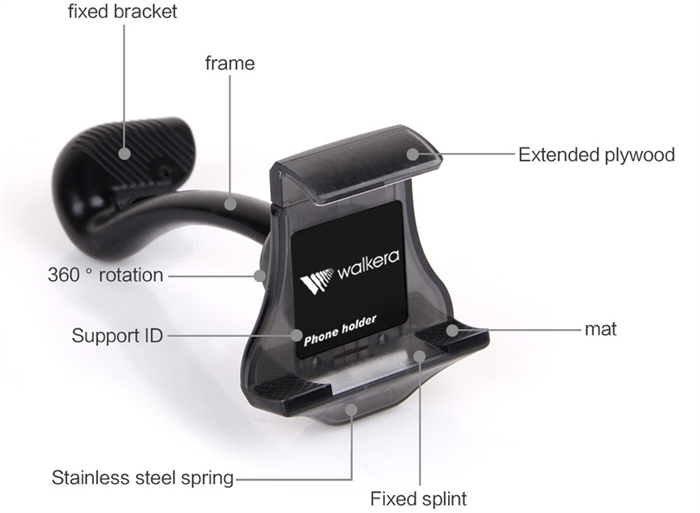 fixed bracket
frame
Extended plywood
walkera
360 ° rotation
Phone holder
Support ID
mat
Stainless steel spring
Fixed splint